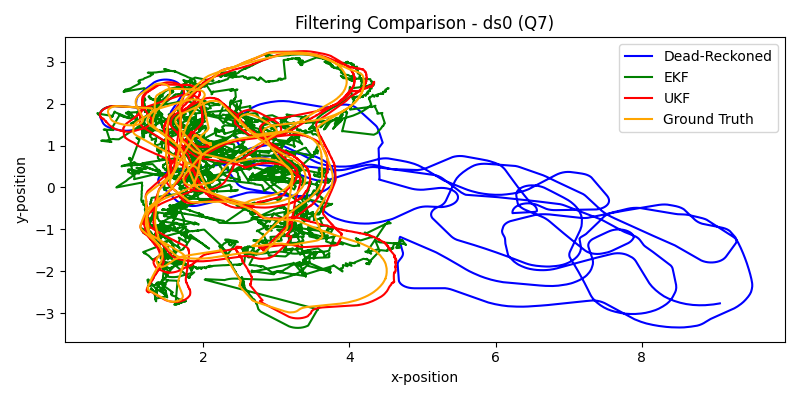 Filtering Comparison - ds0 (Q7)
Dead-Reckoned
EKF
UKF
Ground Truth
y-position
3
2
1
0
−1
−2
−3
2 4 6 8
x-position